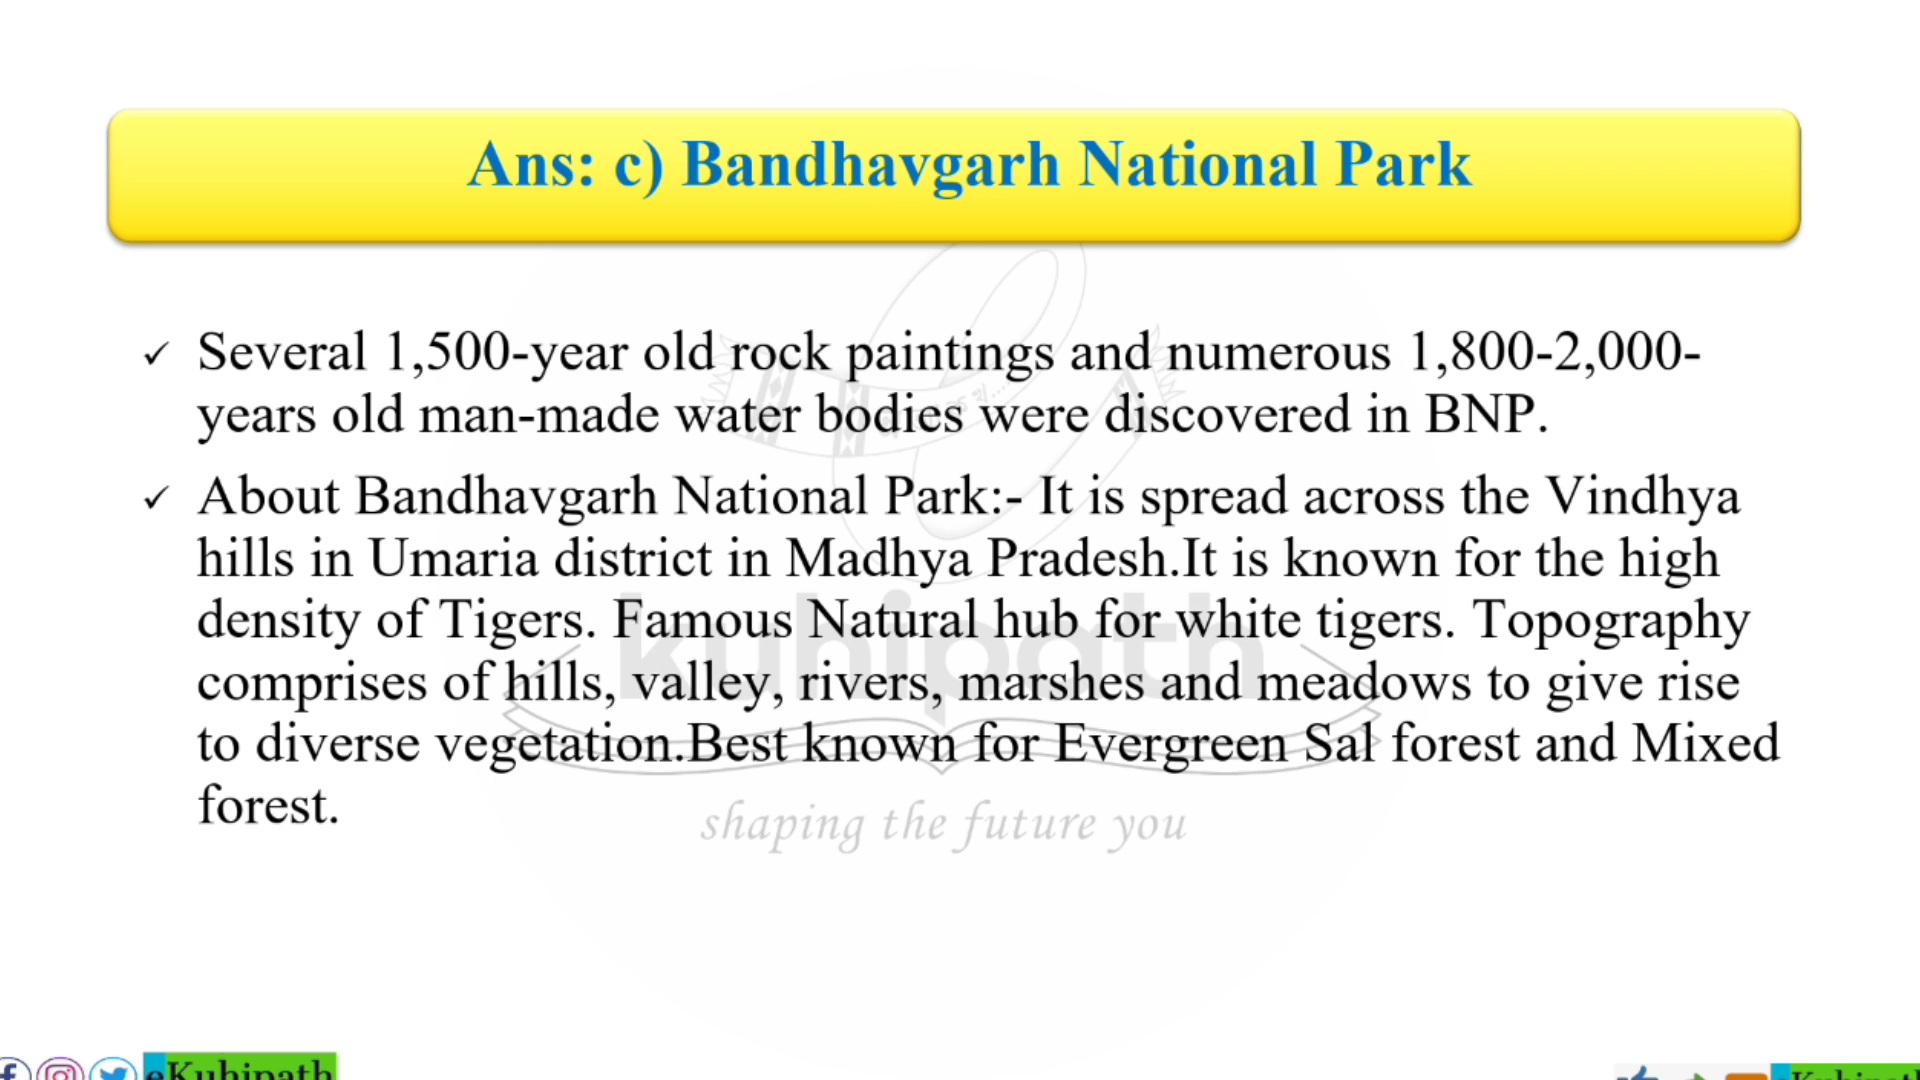 Ans: c) Bandhavgarh National Park
✓ Several 1,500-year old rock paintings and numerous 1,800-2,000-
years old man-made water bodies were discovered in BNP.
✓ About Bandhavgarh National Park:- It is spread across the Vindhya
hills in Umaria district in Madhya Pradesh.It is known for the high
density of Tigers. Famous Natural hub for white tigers. Topography
comprises of hills, valley, rivers, marshes and meadows to give rise
to diverse vegetation.Best known for Evergreen Sal forest and Mixed
forest.
kuhipath
shaping the future you
eKuhipath
eKuhipath